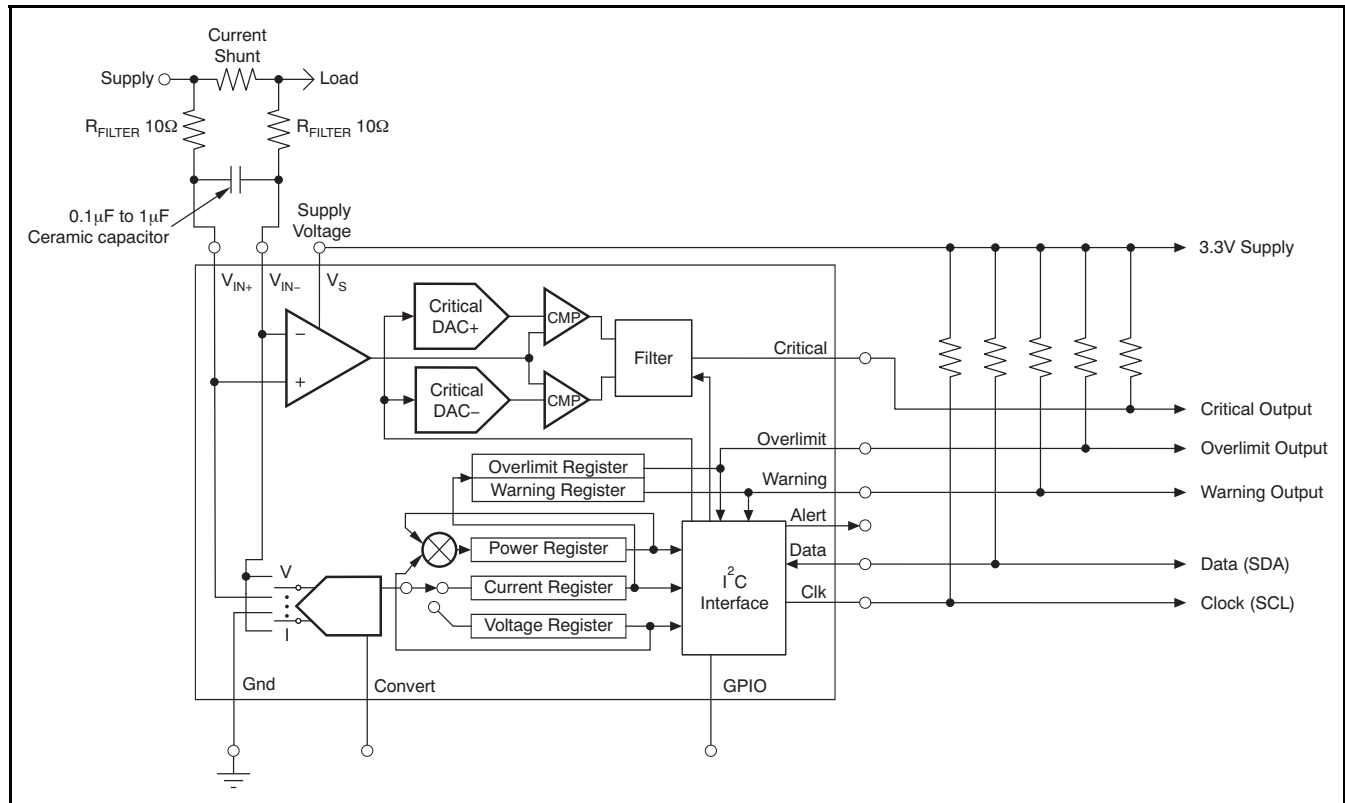 Current
Shunt
Supply
Load
R_FILTER 10Ω
R_FILTER 10Ω
0.1μF to 1μF
Ceramic capacitor
Supply
Voltage
3.3V Supply
V_IN+
V_IN−
V_S
Critical
DAC+
CMP
−
+
Filter
Critical
Critical
DAC−
CMP
Critical Output
Overlimit
Overlimit Output
Overlimit Register
Warning Register
Warning
Warning Output
Alert
Power Register
Data
Data (SDA)
V
I
Current Register
I²C
Interface
Clk
Clock (SCL)
Voltage Register
Gnd
Convert
GPIO